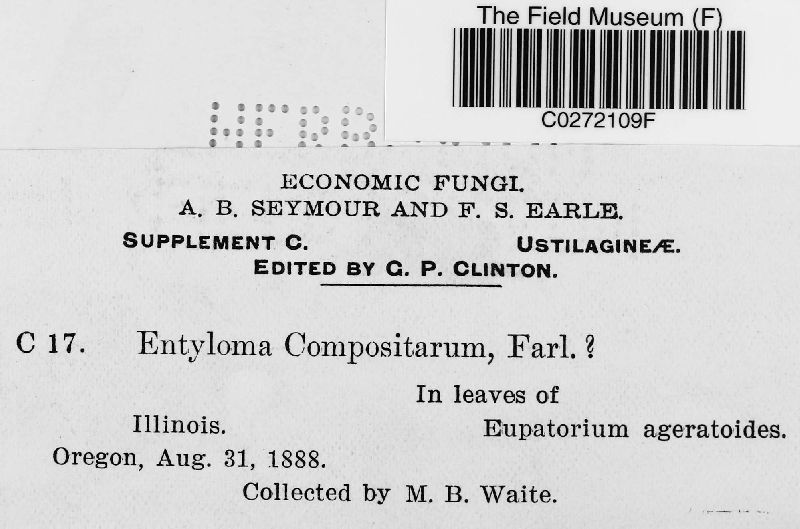 The Field Museum (F)
C0272109F
ECONOMIC FUNGI.
A. B. SEYMOUR AND F. S. EARLE.
SUPPLEMENT C. USTILAGINEÆ.
EDITED BY G. P. CLINTON.
C 17. Entyloma Compositarum, Farl. ?
In leaves of
Illinois. Eupatorium ageratoides.
Oregon, Aug. 31, 1888.
Collected by M. B. Waite.